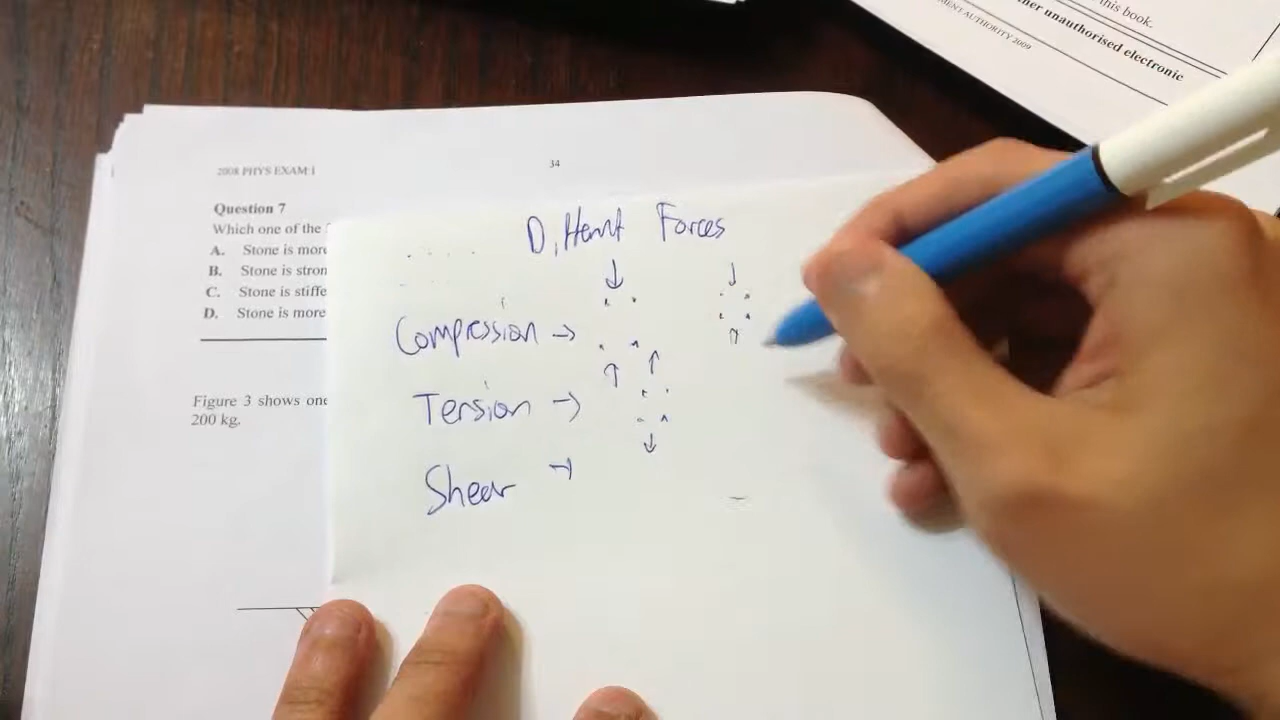 this book.
her unauthorised electronic
MENT AUTHORITY 2009
2008 PHYS EXAM 1
34
Question 7
Which one of the
A. Stone is more
B. Stone is stron
C. Stone is stiffe
D. Stone is more
Figure 3 shows one
200 kg.
Forces
Compression →
Tension →
Shear →